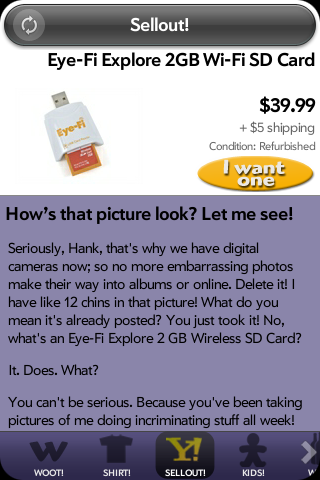 Sellout!
Eye-Fi Explore 2GB Wi-Fi SD Card
Eye-Fi
$39.99
+ $5 shipping
Condition: Refurbished
I want
one
How's that picture look? Let me see!
Seriously, Hank, that's why we have digital
cameras now; so no more embarrassing photos
make their way into albums or online. Delete it! I
have like 12 chins in that picture! What do you
mean it's already posted? You just took it! No,
what's an Eye-Fi Explore 2 GB Wireless SD Card?
It. Does. What?
You can't be serious. Because you've been taking
pictures of me doing incriminating stuff all week!
W Y!
WOOT! SHIRT! SELLOUT! KIDS! W